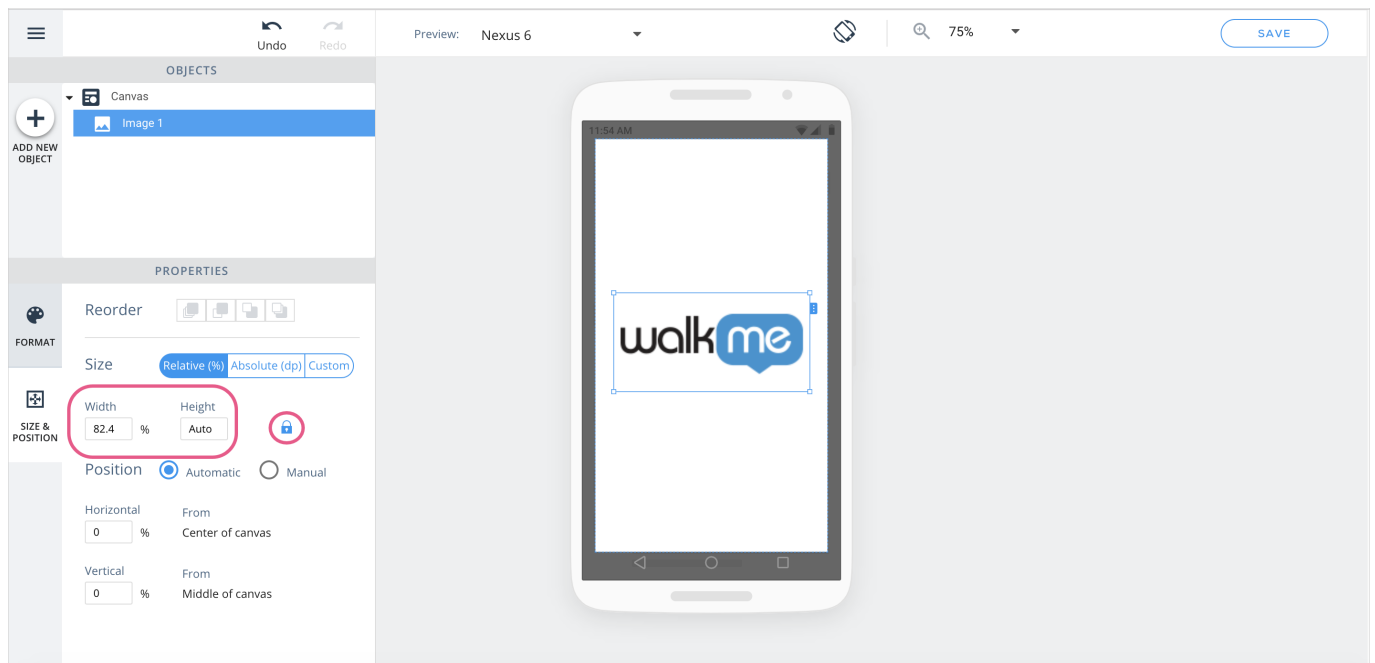 Undo
Redo
Preview:
Nexus 6
75%
SAVE
OBJECTS
Canvas
Image 1
ADD NEW
OBJECT
11:54 AM
walkme
PROPERTIES
Reorder
FORMAT
Size
Relative (%)
Absolute (dp)
Custom
SIZE &
POSITION
Width
Height
82.4
%
Auto
Position
Automatic
Manual
Horizontal
From
0
%
Center of canvas
Vertical
From
0
%
Middle of canvas